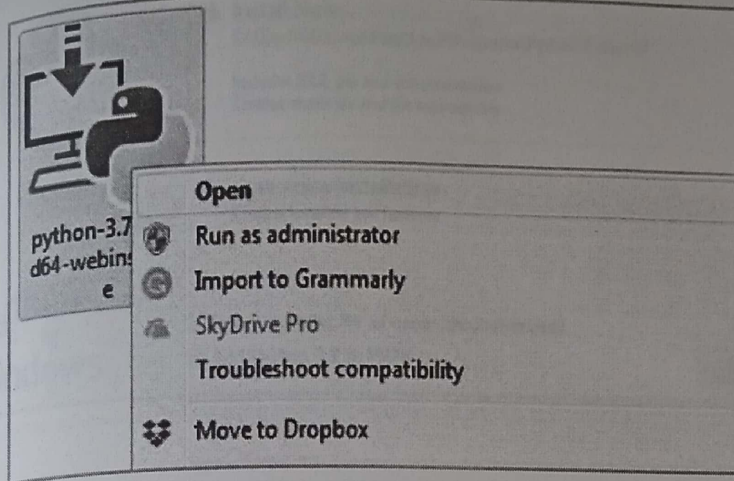 python-3.7
d64-webins
e
Open
Run as administrator
Import to Grammarly
SkyDrive Pro
Troubleshoot compatibility
Move to Dropbox